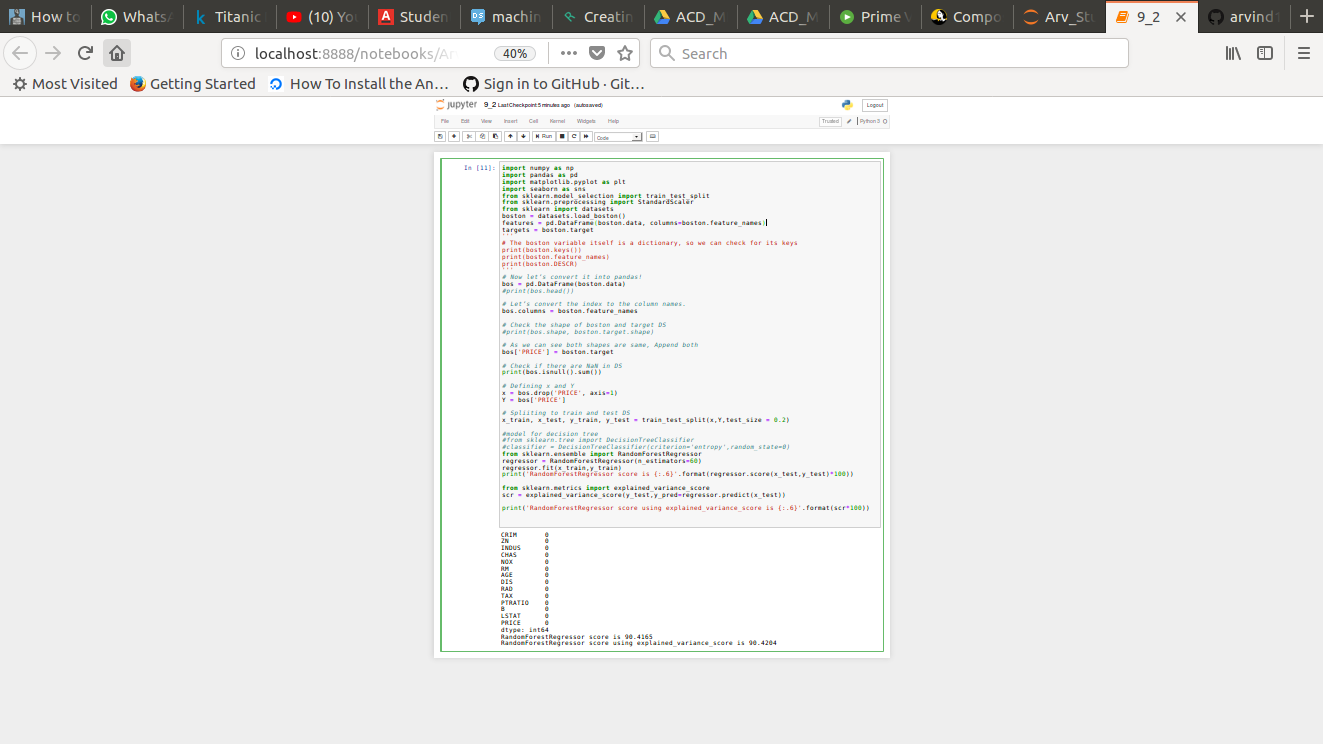 How to
WhatsA
Titanic
(10) Yo
Studen
machin
Creatin
ACD_M
ACD_M
Prime V
Compo
Arv_Stu
9_2
arvind1
localhost:8888/notebooks/Ar
40%
Search
Most Visited
Getting Started
How To Install the An…
Sign in to GitHub · Git…
jupyter 9_2 Last Checkpoint: 5 minutes ago (autosaved)
Logout
File Edit View Insert Cell Kernel Widgets Help
Trusted
Python 3
Run
Code
In [11]:
import numpy as np
import pandas as pd
import matplotlib.pyplot as plt
import seaborn as sns
from sklearn.model_selection import train_test_split
from sklearn.preprocessing import StandardScaler
from sklearn import datasets
boston = datasets.load_boston()
features = pd.DataFrame(boston.data, columns=boston.feature_names)
targets = boston.target
'''
# The boston variable itself is a dictionary, so we can check for its keys
print(boston.keys())
print(boston.feature_names)
print(boston.DESCR)
'''
# Now let's convert it into pandas!
bos = pd.DataFrame(boston.data)
#print(bos.head())
# Let's convert the index to the column names.
bos.columns = boston.feature_names
# Check the shape of boston and target DS
#print(bos.shape, boston.target.shape)
# As we can see both shapes are same, Append both
bos['PRICE'] = boston.target
# Check if there are NaN in DS
print(bos.isnull().sum())
# Defining x and Y
x = bos.drop('PRICE', axis=1)
Y = bos['PRICE']
# Spliiting to train and test DS
x_train, x_test, y_train, y_test = train_test_split(x,Y,test_size = 0.2)
#model for decision tree
#from sklearn.tree import DecisionTreeClassifier
#classifier = DecisionTreeClassifier(criterion='entropy',random_state=0)
from sklearn.ensemble import RandomForestRegressor
regressor = RandomForestRegressor(n_estimators=60)
regressor.fit(x_train,y_train)
print('RandomForestRegressor score is {:.6}'.format(regressor.score(x_test,y_test)*100))
from sklearn.metrics import explained_variance_score
scr = explained_variance_score(y_test,y_pred=regressor.predict(x_test))
print('RandomForestRegressor score using explained_variance_score is {:.6}'.format(scr*100))
CRIM 0
ZN 0
INDUS 0
CHAS 0
NOX 0
RM 0
AGE 0
DIS 0
RAD 0
TAX 0
PTRATIO 0
B 0
LSTAT 0
PRICE 0
dtype: int64
RandomForestRegressor score is 90.4165
RandomForestRegressor score using explained_variance_score is 90.4204